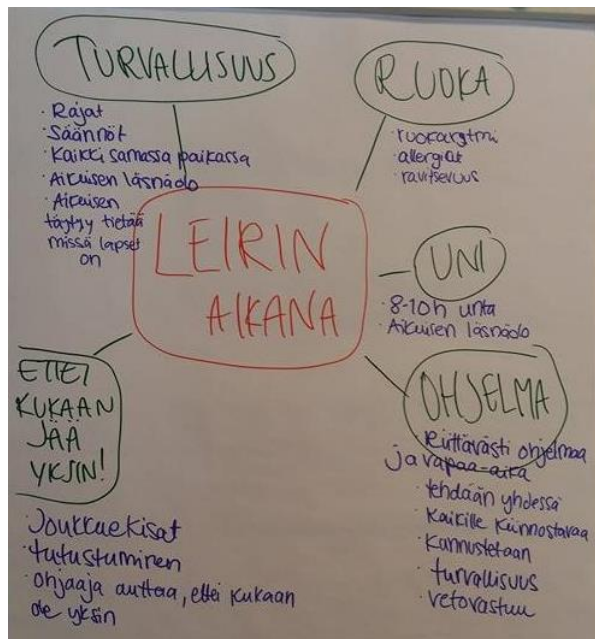 TURVALLISUUS
· Rajat
· Säännöt
· Kaikki samassa paikassa
· Aikuisen läsnäolo
· Aikuisen
täytyy tietää
missä lapset
on
RUOKA
· ruokarytmi
· allergiat
· ravitsevuus
LEIRIN
AIKANA
UNI
· 8-10h unta
· Aikuisen läsnäolo
OHJELMA
Riittävästi ohjelmaa
ja vapaa-aika
· tehdään yhdessä
· Kaikille kiinnostavaa
· Kannustetaan
· turvallisuus
· vetovastuu
ETTEI
KUKAAN
JÄÄ
YKSIN!
· Joukkuekisat
· tutustuminen
· ohjaaja auttaa, ettei kukaan
ole yksin